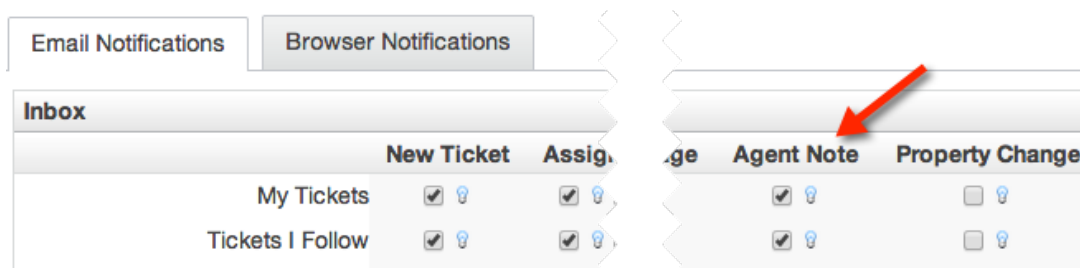 Email Notifications Browser Notifications
Inbox
New Ticket Agent Note Property Change
My Tickets
Tickets I Follow